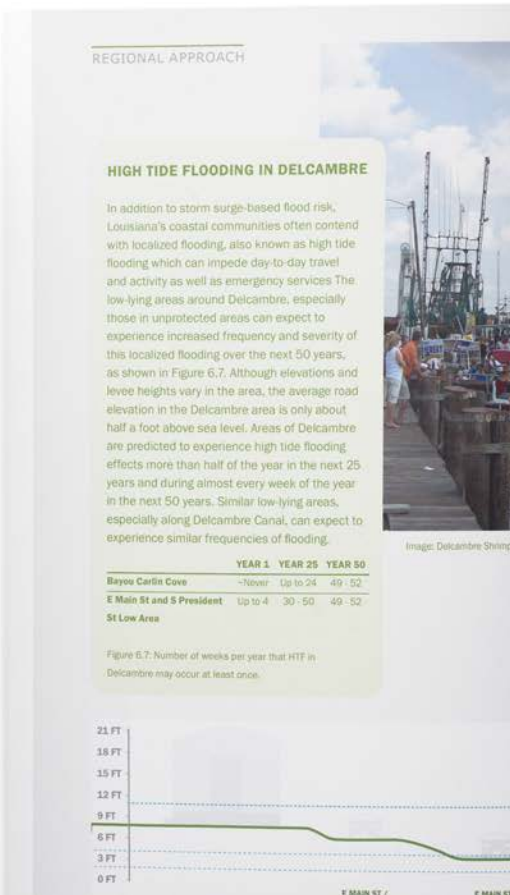 REGIONAL APPROACH
HIGH TIDE FLOODING IN DELCAMBRE
In addition to storm surge-based flood risk,
Louisiana's coastal communities often contend
with localized flooding, also known as high tide
flooding which can impede day-to-day travel
and activity as well as emergency services The
low-lying areas around Delcambre, especially
those in unprotected areas can expect to
experience increased frequency and severity of
this localized flooding over the next 50 years,
as shown in Figure 6.7. Although elevations and
levee heights vary in the area, the average road
elevation in the Delcambre area is only about
half a foot above sea level. Areas of Delcambre
are predicted to experience high tide flooding
effects more than half of the year in the next 25
years and during almost every week of the year
in the next 50 years. Similar low-lying areas,
especially along Delcambre Canal, can expect to
experience similar frequencies of flooding.
YEAR 1 YEAR 25 YEAR 50
Bayou Carlin Cove ~Never Up to 24 49 - 52
E Main St and S President Up to 4 30 - 50 49 - 52
St Low Area
Figure 6.7: Number of weeks per year that HTF in
Delcambre may occur at least once.
Image: Delcambre Shrimp
21 FT
18 FT
15 FT
12 FT
9 FT
6 FT
3 FT
0 FT
E MAIN ST /
E MAIN ST